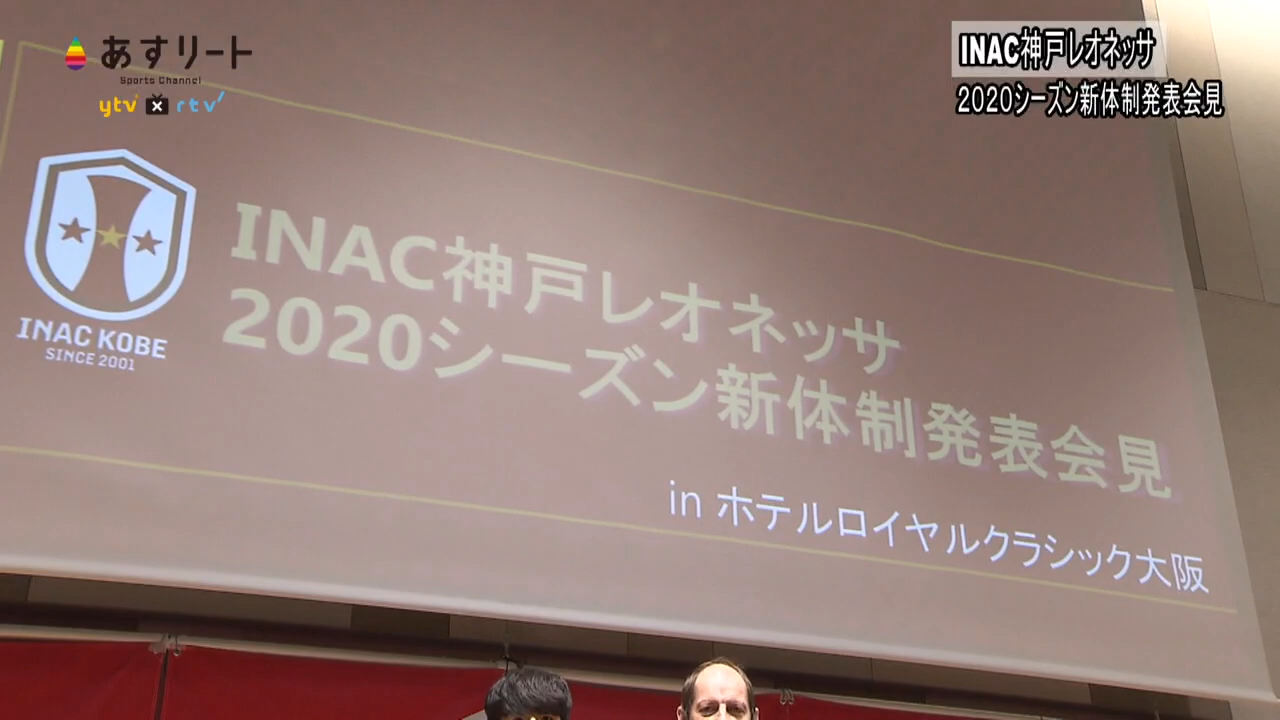 あすリート
Sports Channel
ytv × rtv
INAC神戸レオネッサ
2020シーズン新体制発表会見
INAC KOBE
SINCE 2001
INAC神戸レオネッサ
2020シーズン新体制発表会見
in ホテルロイヤルクラシック大阪